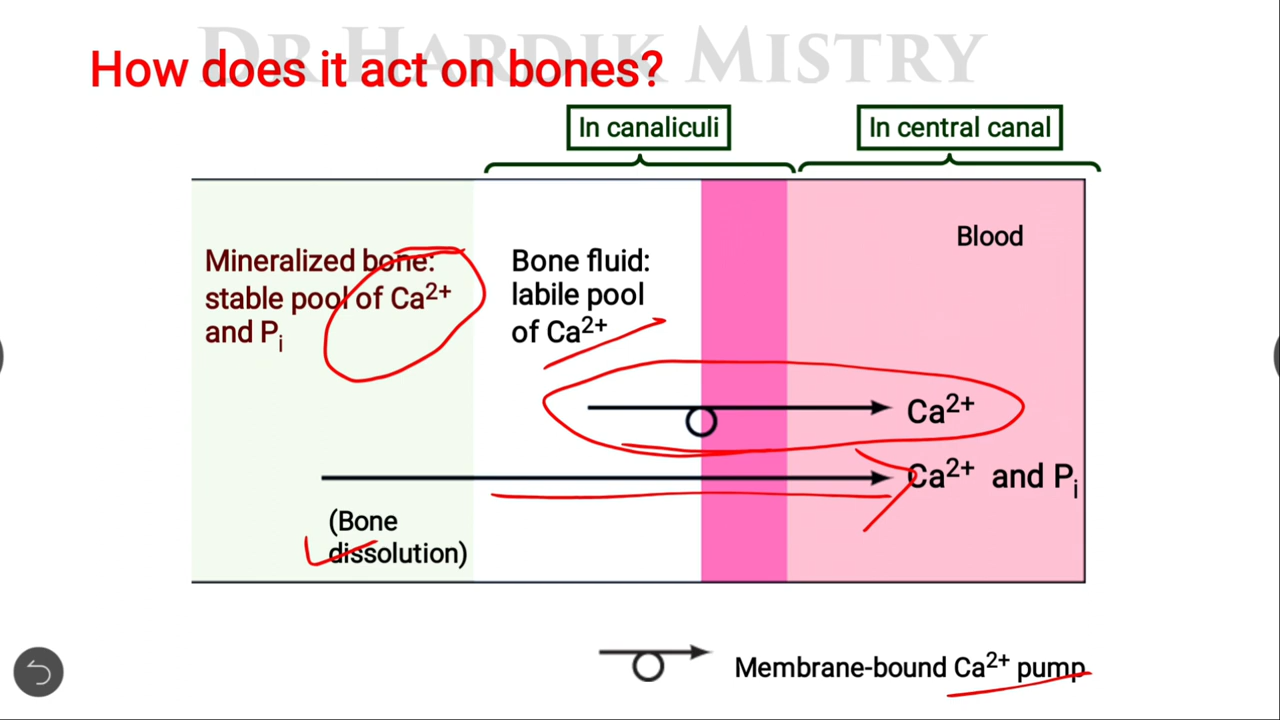 DR HARDIK MISTRY
How does it act on bones?
In canaliculi
In central canal
Blood
Mineralized bone:
stable pool of Ca²⁺
and Pᵢ
Bone fluid:
labile pool
of Ca²⁺
Ca²⁺
Ca²⁺ and Pᵢ
(Bone
dissolution)
Membrane-bound Ca²⁺ pump